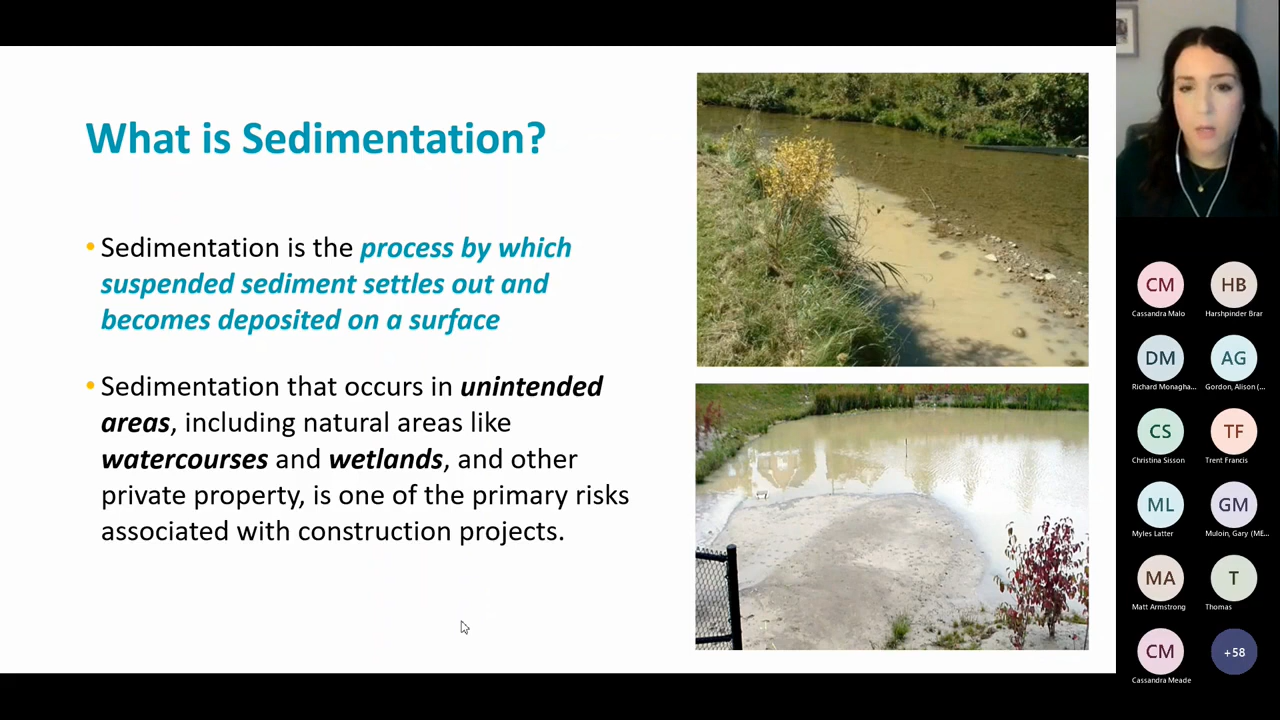 What is Sedimentation?
• Sedimentation is the process by which
suspended sediment settles out and
becomes deposited on a surface
• Sedimentation that occurs in unintended
areas, including natural areas like
watercourses and wetlands, and other
private property, is one of the primary risks
associated with construction projects.
CM
Cassandra Malo
HB
Harshpinder Brar
DM
Richard Monagha...
AG
Gordon, Alison (...
CS
Christina Sisson
TF
Trent Francis
ML
Myles Latter
GM
Muloin, Gary (ME...
MA
Matt Armstrong
T
Thomas
CM
Cassandra Meade
+58